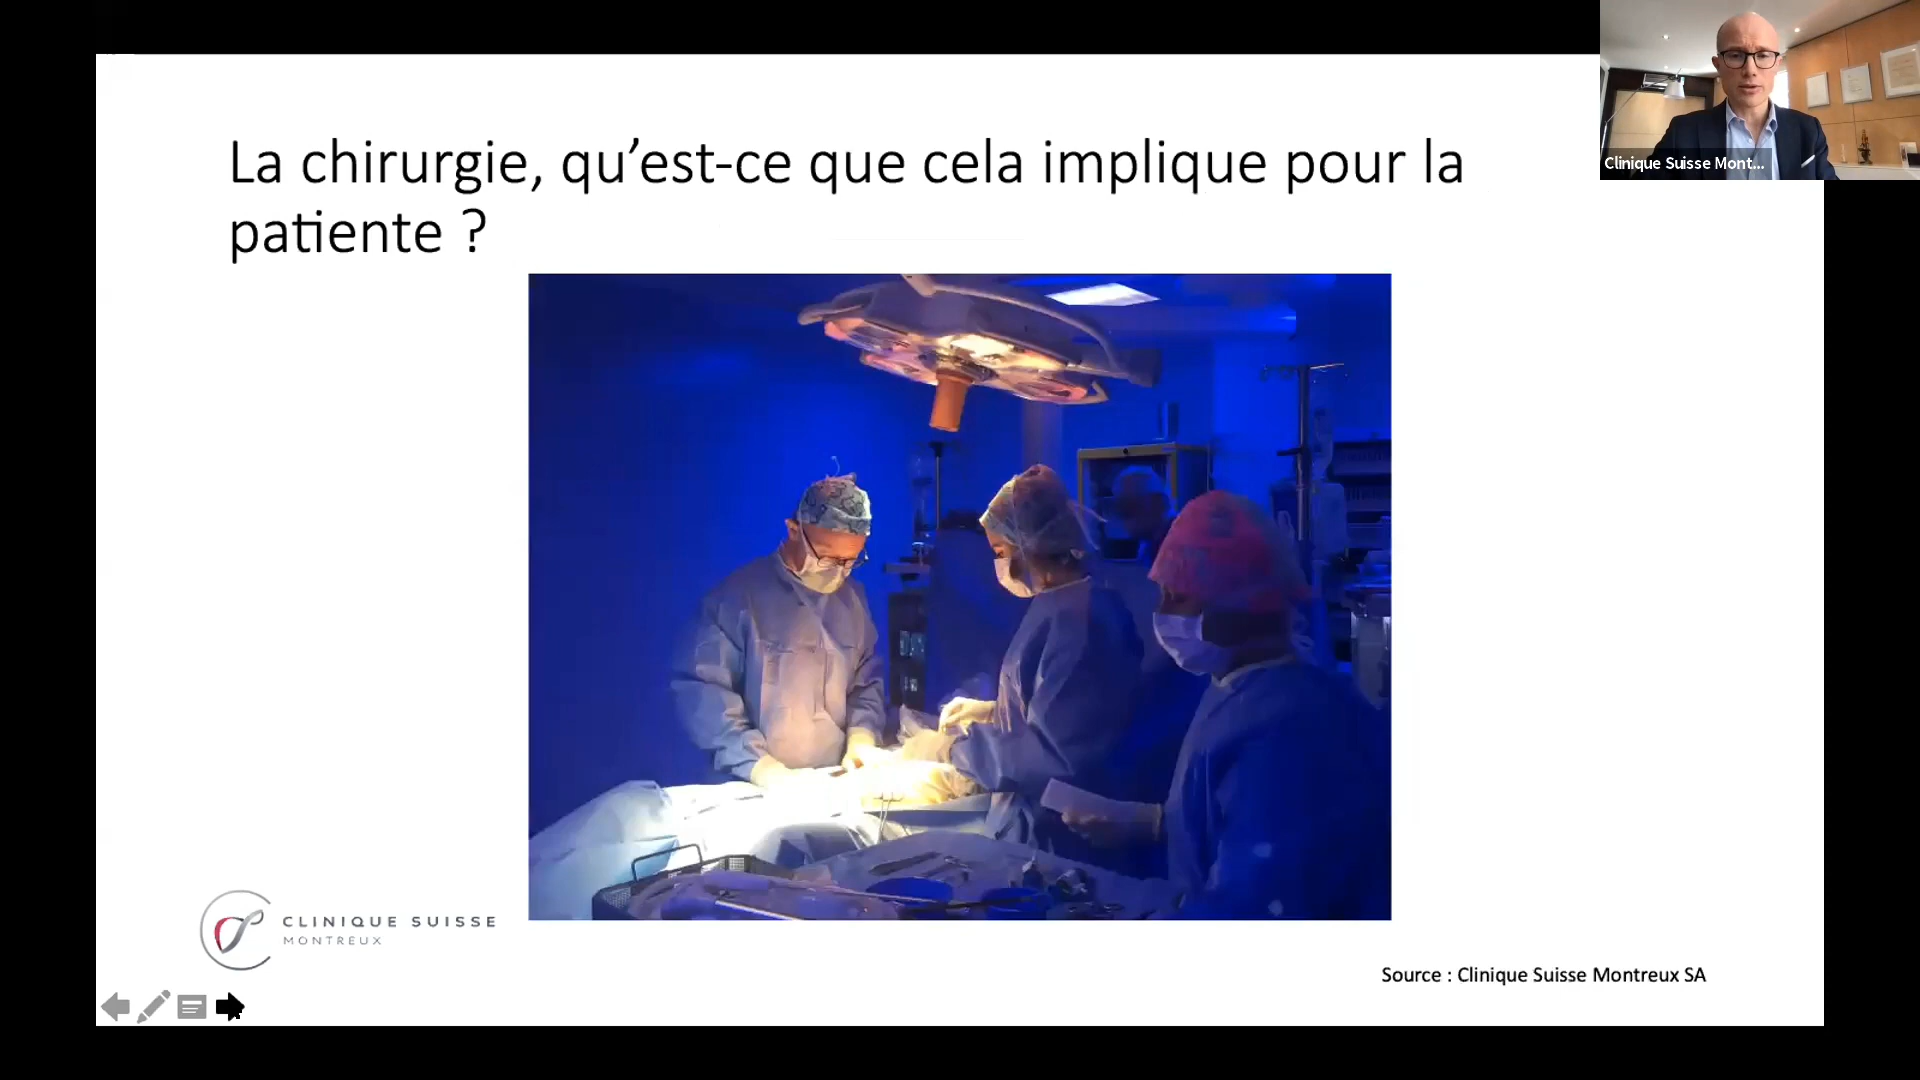 Clinique Suisse Mont...
La chirurgie, qu’est-ce que cela implique pour la
patiente ?
CLINIQUE SUISSE
MONTREUX
Source : Clinique Suisse Montreux SA